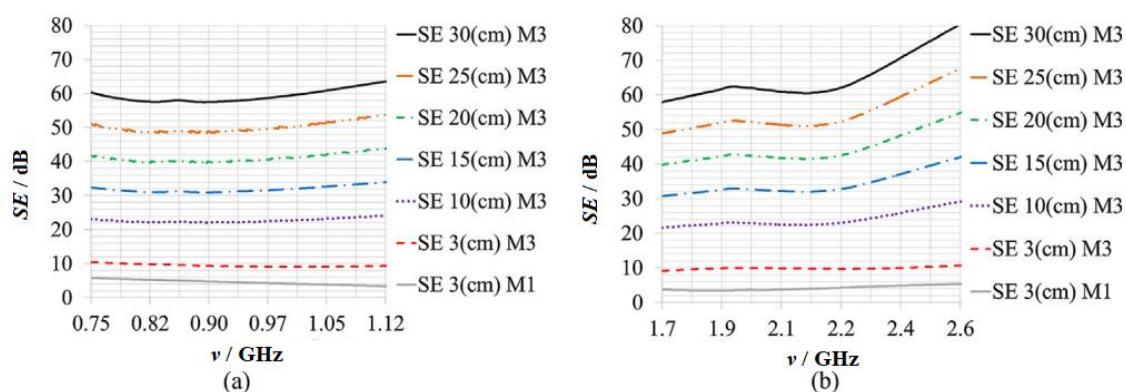 80
70
60
50
40
30
20
10
0
SE / dB
0.75 0.82 0.90 0.97 1.05 1.12
v / GHz
(a)
SE 30(cm) M3
SE 25(cm) M3
SE 20(cm) M3
SE 15(cm) M3
SE 10(cm) M3
SE 3(cm) M3
SE 3(cm) M1
80
70
60
50
40
30
20
10
0
SE / dB
1.7 1.9 2.1 2.2 2.4 2.6
v / GHz
(b)
SE 30(cm) M3
SE 25(cm) M3
SE 20(cm) M3
SE 15(cm) M3
SE 10(cm) M3
SE 3(cm) M3
SE 3(cm) M1